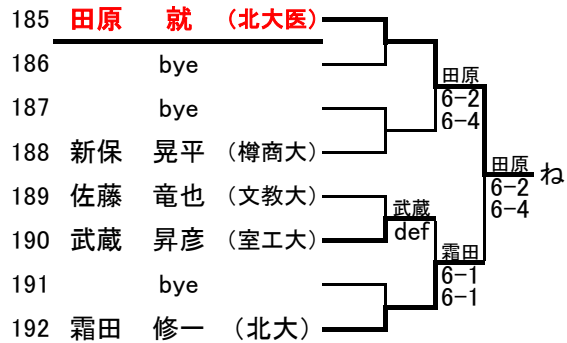 185 田原 就 (北大医)
186 bye
187 bye
188 新保 晃平 (樽商大)
189 佐藤 竜也 (文教大)
190 武蔵 昇彦 (室工大)
191 bye
192 霜田 修一 (北大)
武蔵
def
田原
6-2
6-4
霜田
6-1
6-1
田原
6-2
6-4
ね